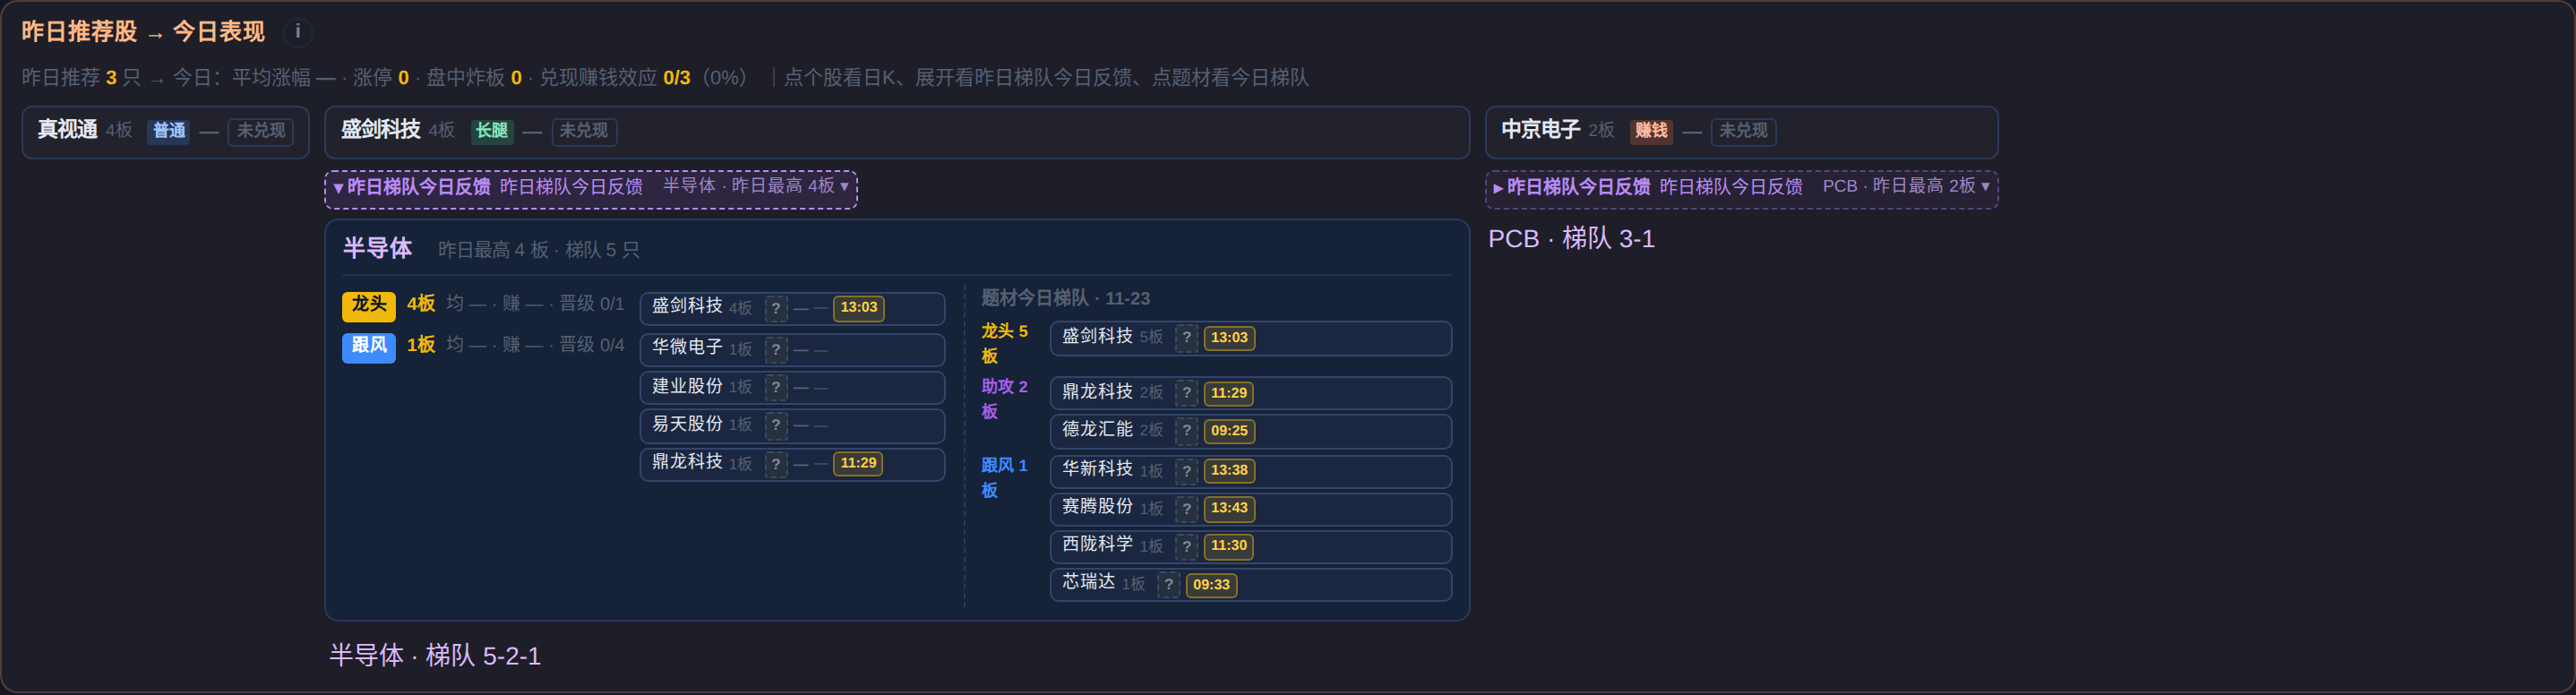 昨日推荐股 → 今日表现 i
昨日推荐 3 只 → 今日：平均涨幅 — · 涨停 0 · 盘中炸板 0 · 兑现赚钱效应 0/3（0%） ｜点个股看日K、展开看昨日梯队今日反馈、点题材看今日梯队
真视通 4板 普通 — 未兑现
盛剑科技 4板 长腿 — 未兑现
中京电子 2板 赚钱 — 未兑现
▾ 昨日梯队今日反馈 昨日梯队今日反馈 半导体 · 昨日最高 4板 ▾
▸ 昨日梯队今日反馈 昨日梯队今日反馈 PCB · 昨日最高 2板 ▾
PCB · 梯队 3-1
半导体 昨日最高 4 板 · 梯队 5 只
龙头 4板 均 — · 赚 — · 晋级 0/1
盛剑科技 4板 ? — — 13:03
跟风 1板 均 — · 赚 — · 晋级 0/4
华微电子 1板 ? — —
建业股份 1板 ? — —
易天股份 1板 ? — —
鼎龙科技 1板 ? — — 11:29
题材今日梯队 · 11-23
龙头 5
板
盛剑科技 5板 ? 13:03
助攻 2
板
鼎龙科技 2板 ? 11:29
德龙汇能 2板 ? 09:25
跟风 1
板
华新科技 1板 ? 13:38
赛腾股份 1板 ? 13:43
西陇科学 1板 ? 11:30
芯瑞达 1板 ? 09:33
半导体 · 梯队 5-2-1